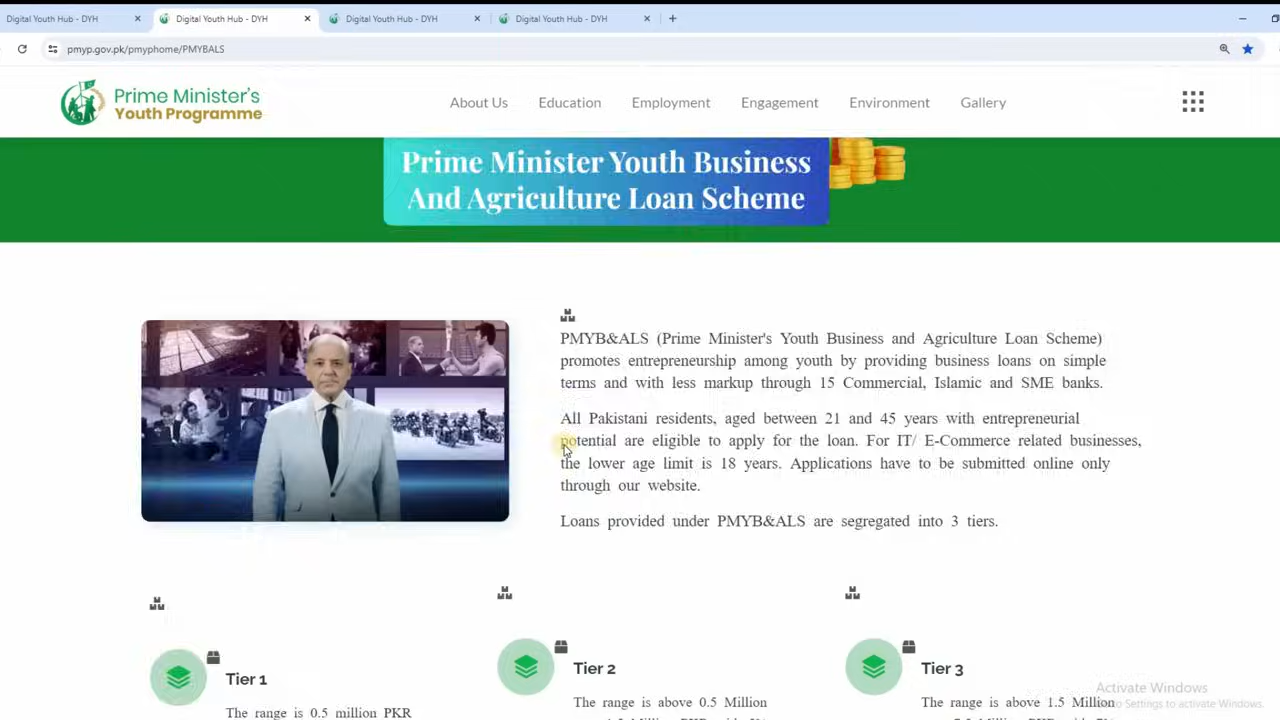 Digital Youth Hub - DYH
Digital Youth Hub - DYH
Digital Youth Hub - DYH
Digital Youth Hub - DYH
pmyp.gov.pk/pmyphome/PMYBALS
Prime Minister's
Youth Programme
About Us
Education
Employment
Engagement
Environment
Gallery
Prime Minister Youth Business
And Agriculture Loan Scheme
PMYB&ALS (Prime Minister's Youth Business and Agriculture Loan Scheme)
promotes entrepreneurship among youth by providing business loans on simple
terms and with less markup through 15 Commercial, Islamic and SME banks.
All Pakistani residents, aged between 21 and 45 years with entrepreneurial
potential are eligible to apply for the loan. For IT/ E-Commerce related businesses,
the lower age limit is 18 years. Applications have to be submitted online only
through our website.
Loans provided under PMYB&ALS are segregated into 3 tiers.
Tier 1
The range is 0.5 million PKR
Tier 2
The range is above 0.5 Million
Tier 3
The range is above 1.5 Million
Activate Windows
to Settings to activate Windows.